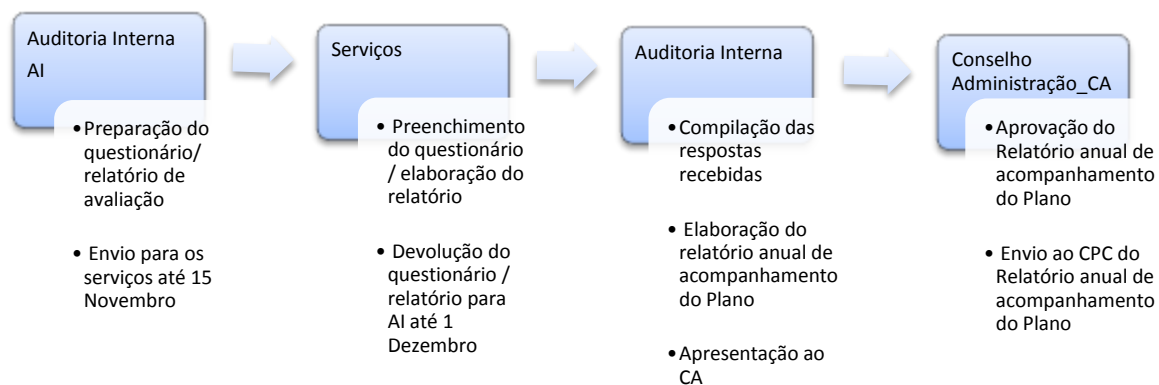 Auditoria Interna
AI
•Preparação do
questionário/
relatório de
avaliação
• Envio para os
serviços até 15
Novembro
Serviços
• Preenchimento
do questionário
/ elaboração do
relatório
• Devolução do
questionário /
relatório para
AI até 1
Dezembro
Auditoria Interna
•Compilação das
respostas
recebidas
• Elaboração do
relatório anual de
acompanhamento
do Plano
•Apresentação ao
CA
Conselho
Administração_CA
•Aprovação do
Relatório anual de
acompanhamento
do Plano
• Envio ao CPC do
Relatório anual de
acompanhamento
do Plano